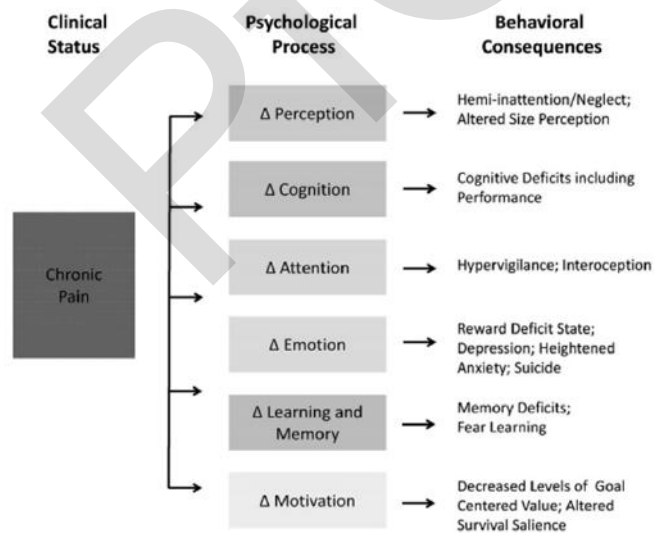 Clinical
Status
Psychological
Process
Behavioral
Consequences
Chronic
Pain
Δ Perception
Hemi-inattention/Neglect;
Altered Size Perception
Δ Cognition
Cognitive Deficits including
Performance
Δ Attention
Hypervigilance; Interoception
Δ Emotion
Reward Deficit State;
Depression; Heightened
Anxiety; Suicide
Δ Learning and
Memory
Memory Deficits;
Fear Learning
Δ Motivation
Decreased Levels of Goal
Centered Value; Altered
Survival Salience